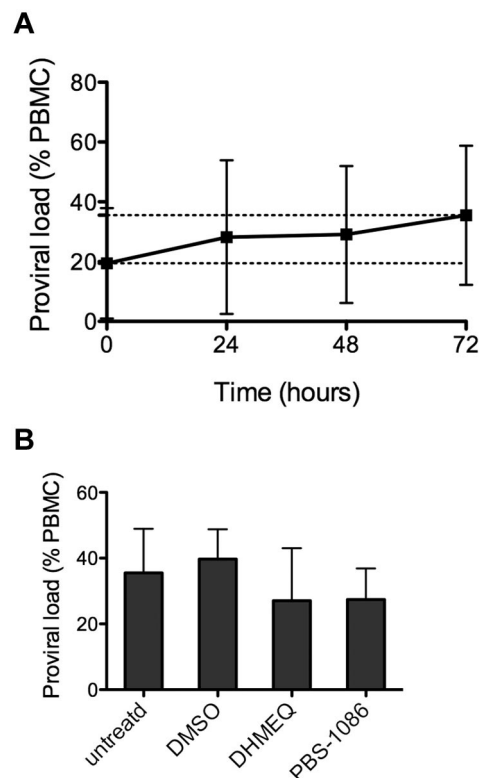 A
Proviral load (% PBMC)
80
60
40
20
0
0 24 48 72
Time (hours)
B
Proviral load (% PBMC)
60
40
20
0
untreatd DMSO DHMEQ PBS-1086